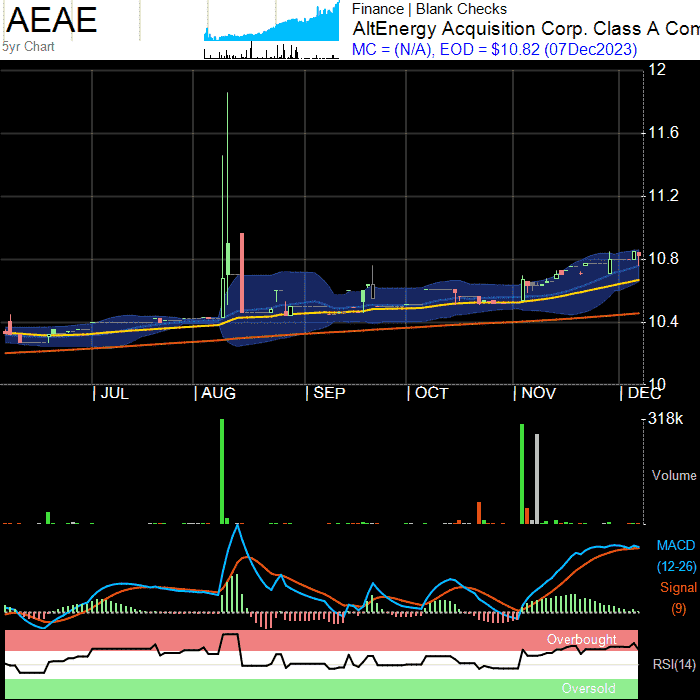 AEAE
5yr Chart
Finance | Blank Checks
AltEnergy Acquisition Corp. Class A Com
MC = (N/A), EOD = $10.82 (07Dec2023)
12
11.6
11.2
10.8
10.4
10
| JUL | AUG | SEP | OCT | NOV | DEC
318k
Volume
MACD
(12-26)
Signal
(9)
Overbought
RSI(14)
Oversold